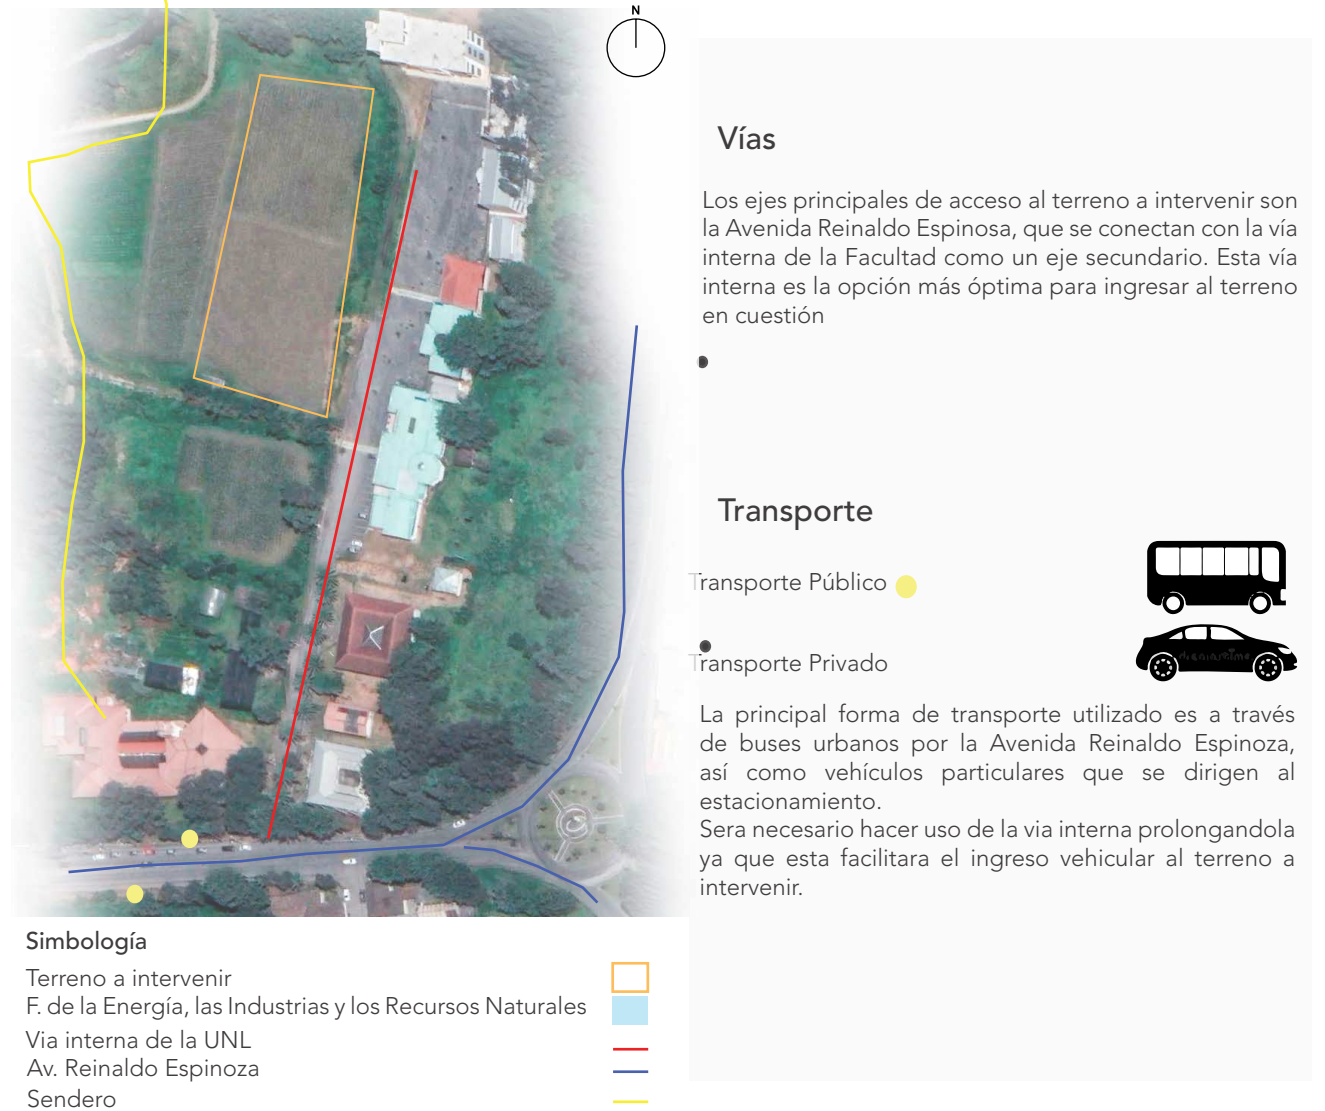 N
Vías
Los ejes principales de acceso al terreno a intervenir son
la Avenida Reinaldo Espinosa, que se conectan con la vía
interna de la Facultad como un eje secundario. Esta vía
interna es la opción más óptima para ingresar al terreno
en cuestión
Transporte
Transporte Público
Transporte Privado
La principal forma de transporte utilizado es a través
de buses urbanos por la Avenida Reinaldo Espinoza,
así como vehículos particulares que se dirigen al
estacionamiento.
Sera necesario hacer uso de la via interna prolongandola
ya que esta facilitara el ingreso vehicular al terreno a
intervenir.
Simbología
Terreno a intervenir
F. de la Energía, las Industrias y los Recursos Naturales
Via interna de la UNL
Av. Reinaldo Espinoza
Sendero